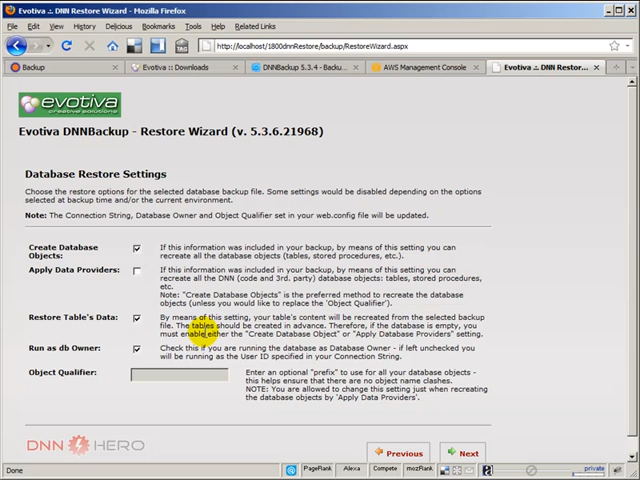 Evotiva .:. DNN Restore Wizard - Mozilla Firefox
File Edit View History Delicious Bookmarks Tools Help Related Links
http://localhost/1800dnnRestore/backup/RestoreWizard.aspx
Backup
Evotiva :: Downloads
DNNBackup 5.3.4 - Backu...
AWS Management Console
Evotiva .:. DNN Restor...
evotiva
creative solutions
Evotiva DNNBackup - Restore Wizard (v. 5.3.6.21968)
Database Restore Settings
Choose the restore options for the selected database backup file. Some settings would be disabled depending on the options
selected at backup time and/or the current environment.
Note: The Connection String, Database Owner and Object Qualifier set in your web.config file will be updated.
Create Database
Objects:
If this information was included in your backup, by means of this setting you can
recreate all the database objects (tables, stored procedures, etc.).
Apply Data Providers:
If this information was included in your backup, by means of this setting you can
recreate all the DNN (code and 3rd. party) database objects: tables, stored procedures,
etc.
Note: "Create Database Objects" is the preferred method to recreate the database
objects (unless you would like to replace the 'Object Qualifier').
Restore Table's Data:
By means of this setting, your table's content will be recreated from the selected backup
file. The tables should be created in advance. Therefore, if the database is empty, you
must enable either the "Create Database Object" or "Apply Database Providers" setting.
Run as db Owner:
Check this if you are running the database as Database Owner - if left unchecked you
will be running as the User ID specified in your Connection String.
Object Qualifier:
Enter an optional "prefix" to use for all your database objects -
this helps ensure that there are no object name clashes.
NOTE: You are allowed to change this setting just when recreating
the database objects by 'Apply Data Providers'.
DNN HERO
Previous
Next
Done
PageRank Alexa Compete mozRank
private